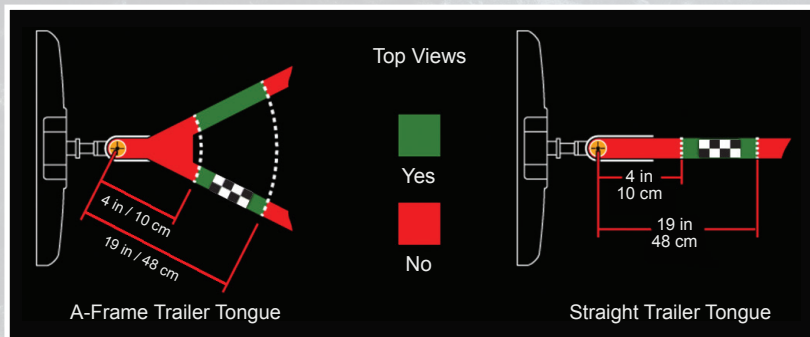 Top Views
Yes
No
4 in / 10 cm
19 in / 48 cm
A-Frame Trailer Tongue
4 in
10 cm
19 in
48 cm
Straight Trailer Tongue